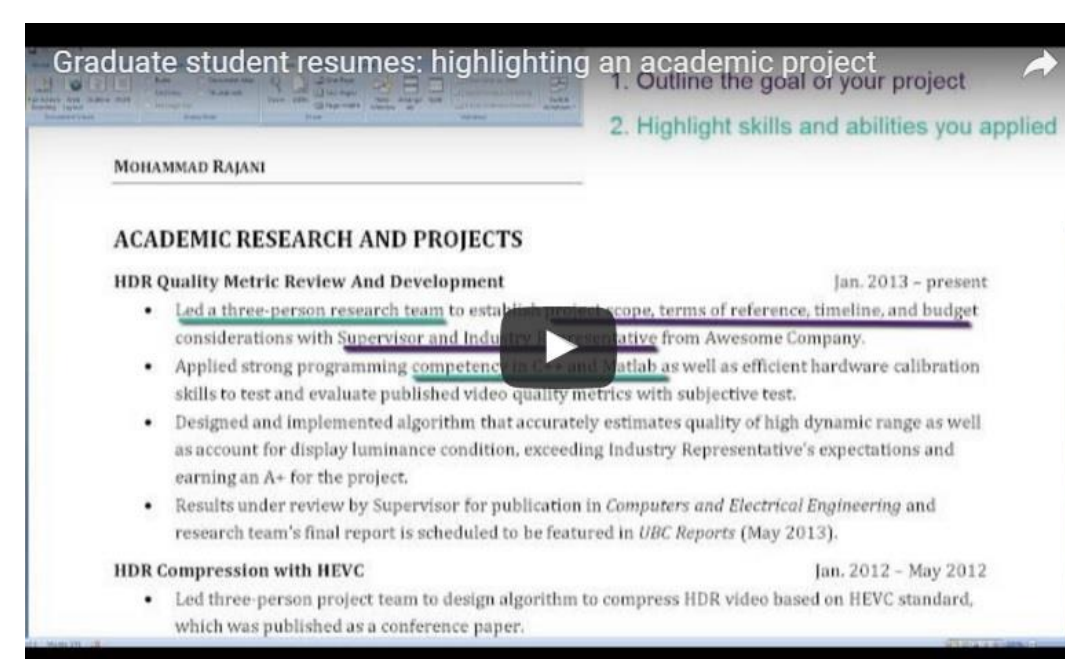 Graduate student resumes: highlighting an academic project
1. Outline the goal of your project
2. Highlight skills and abilities you applied
MOHAMMAD RAJANI
ACADEMIC RESEARCH AND PROJECTS
HDR Quality Metric Review And Development Jan. 2013 – present
• Led a three-person research team to establish project scope, terms of reference, timeline, and budget
considerations with Supervisor and Industry Representative from Awesome Company.
• Applied strong programming competency in C++ and Matlab as well as efficient hardware calibration
skills to test and evaluate published video quality metrics with subjective test.
• Designed and implemented algorithm that accurately estimates quality of high dynamic range as well
as account for display luminance condition, exceeding Industry Representative's expectations and
earning an A+ for the project.
• Results under review by Supervisor for publication in Computers and Electrical Engineering and
research team's final report is scheduled to be featured in UBC Reports (May 2013).
HDR Compression with HEVC Jan. 2012 – May 2012
• Led three-person project team to design algorithm to compress HDR video based on HEVC standard,
which was published as a conference paper.